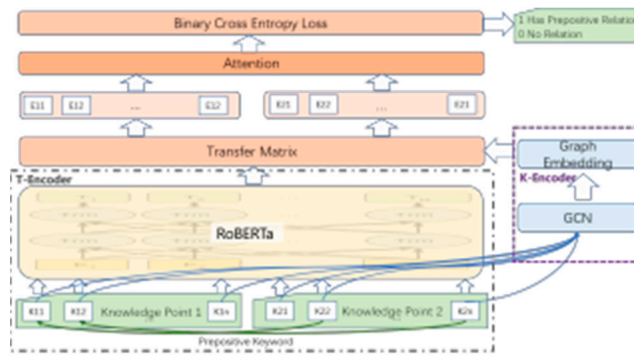 Binary Cross Entropy Loss
1 Has Prepositive Relation
0 No Relation
Attention
E11 E12 ... E12
E21 E22 ... E21
Transfer Matrix
Graph Embedding
T-Encoder
K-Encoder
RoBERTa
GCN
K11 K12 Knowledge Point 1 K1n
K21 K22 Knowledge Point 2 K2n
Prepositive Keyword